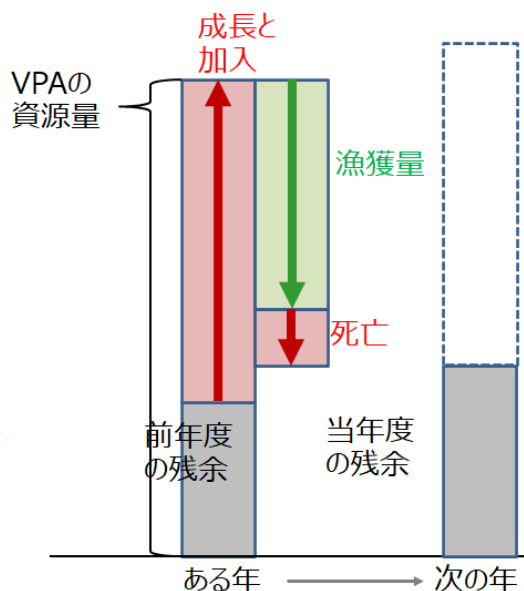 成長と
加入
VPAの
資源量
漁獲量
死亡
前年度
の残余
当年度
の残余
ある年
次の年